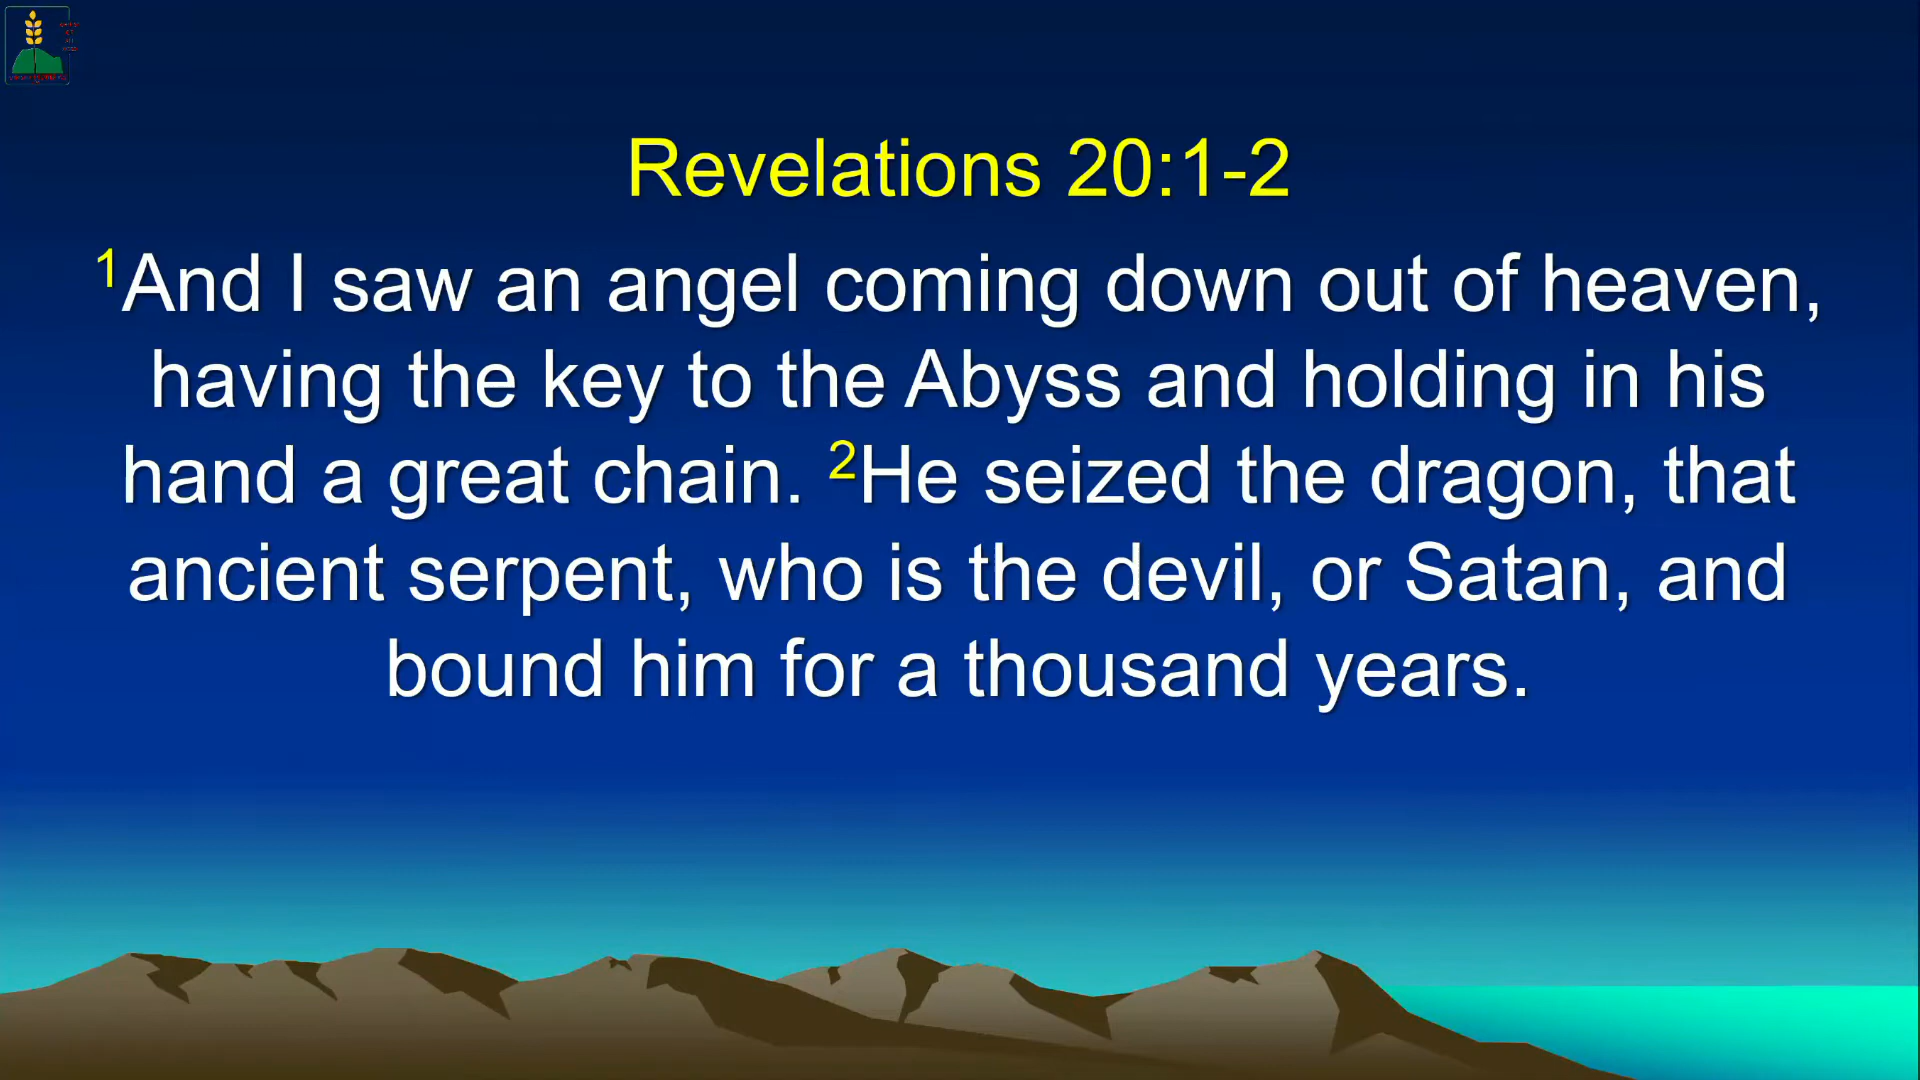 Revelations 20:1-2
1And I saw an angel coming down out of heaven,
having the key to the Abyss and holding in his
hand a great chain. 2He seized the dragon, that
ancient serpent, who is the devil, or Satan, and
bound him for a thousand years.